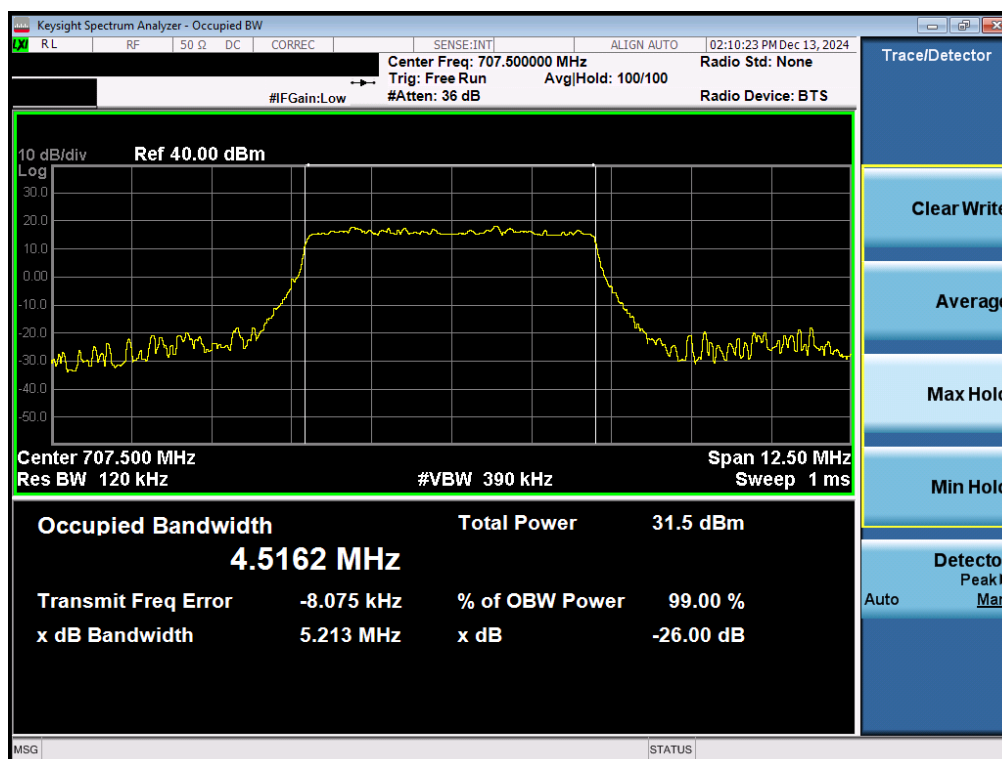 Keysight Spectrum Analyzer - Occupied BW
LXI RL RF 50 Ω DC CORREC SENSE:INT ALIGN AUTO 02:10:23 PM Dec 13, 2024
Center Freq: 707.500000 MHz Radio Std: None
Trig: Free Run Avg|Hold: 100/100
#IFGain:Low #Atten: 36 dB Radio Device: BTS
Trace/Detector
10 dB/div Ref 40.00 dBm
Log
30.0
20.0
10.0
0.00
-10.0
-20.0
-30.0
-40.0
-50.0
Center 707.500 MHz Span 12.50 MHz
Res BW 120 kHz #VBW 390 kHz Sweep 1 ms
Occupied Bandwidth Total Power 31.5 dBm
4.5162 MHz
Transmit Freq Error -8.075 kHz % of OBW Power 99.00 %
x dB Bandwidth 5.213 MHz x dB -26.00 dB
Clear Write
Average
Max Hold
Min Hold
Detecto
Peak
Auto Man
MSG STATUS